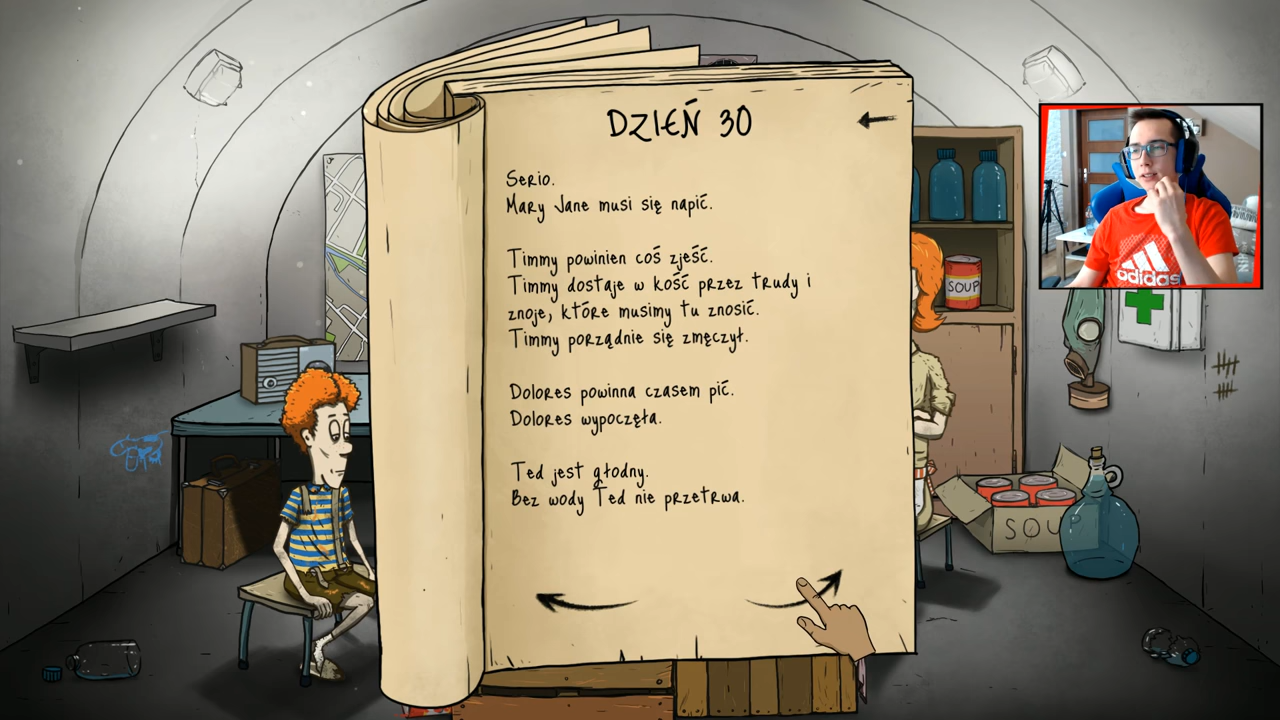 DZIEŃ 30
Serio.
Mary Jane musi się napić.
Timmy powinien coś zjeść.
Timmy dostaje w kość przez trudy i
znoje, które musimy tu znosić.
Timmy porządnie się zmęczył.
Dolores powinna czasem pić.
Dolores wypoczęła.
Ted jest głodny.
Bez wody Ted nie przetrwa.
SOUP
SOUP
adidas